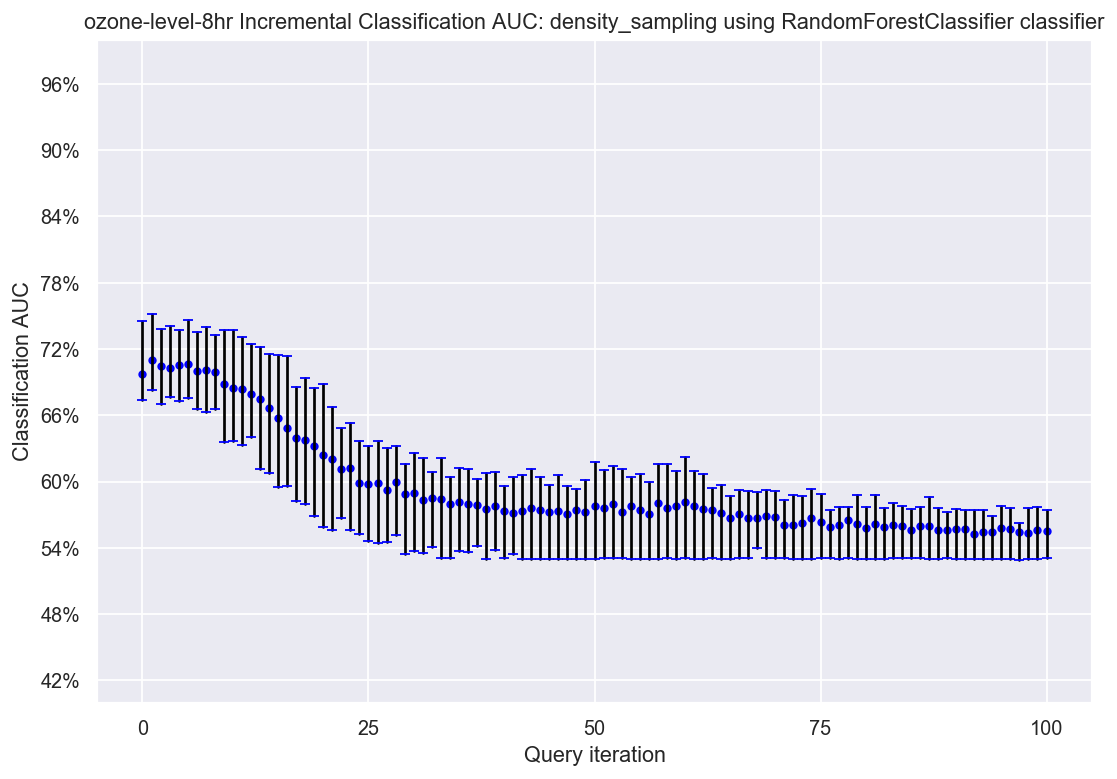 ozone-level-8hr Incremental Classification AUC: density_sampling using RandomForestClassifier classifier
96%
90%
84%
78%
72%
66%
60%
54%
48%
42%
Classification AUC
0 25 50 75 100
Query iteration